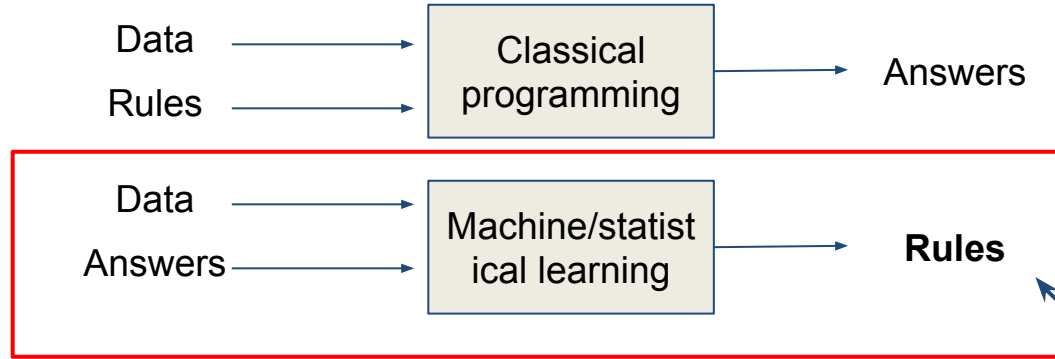 Data
Rules
Classical
programming
Answers
Data
Answers
Machine/statist
ical learning
Rules